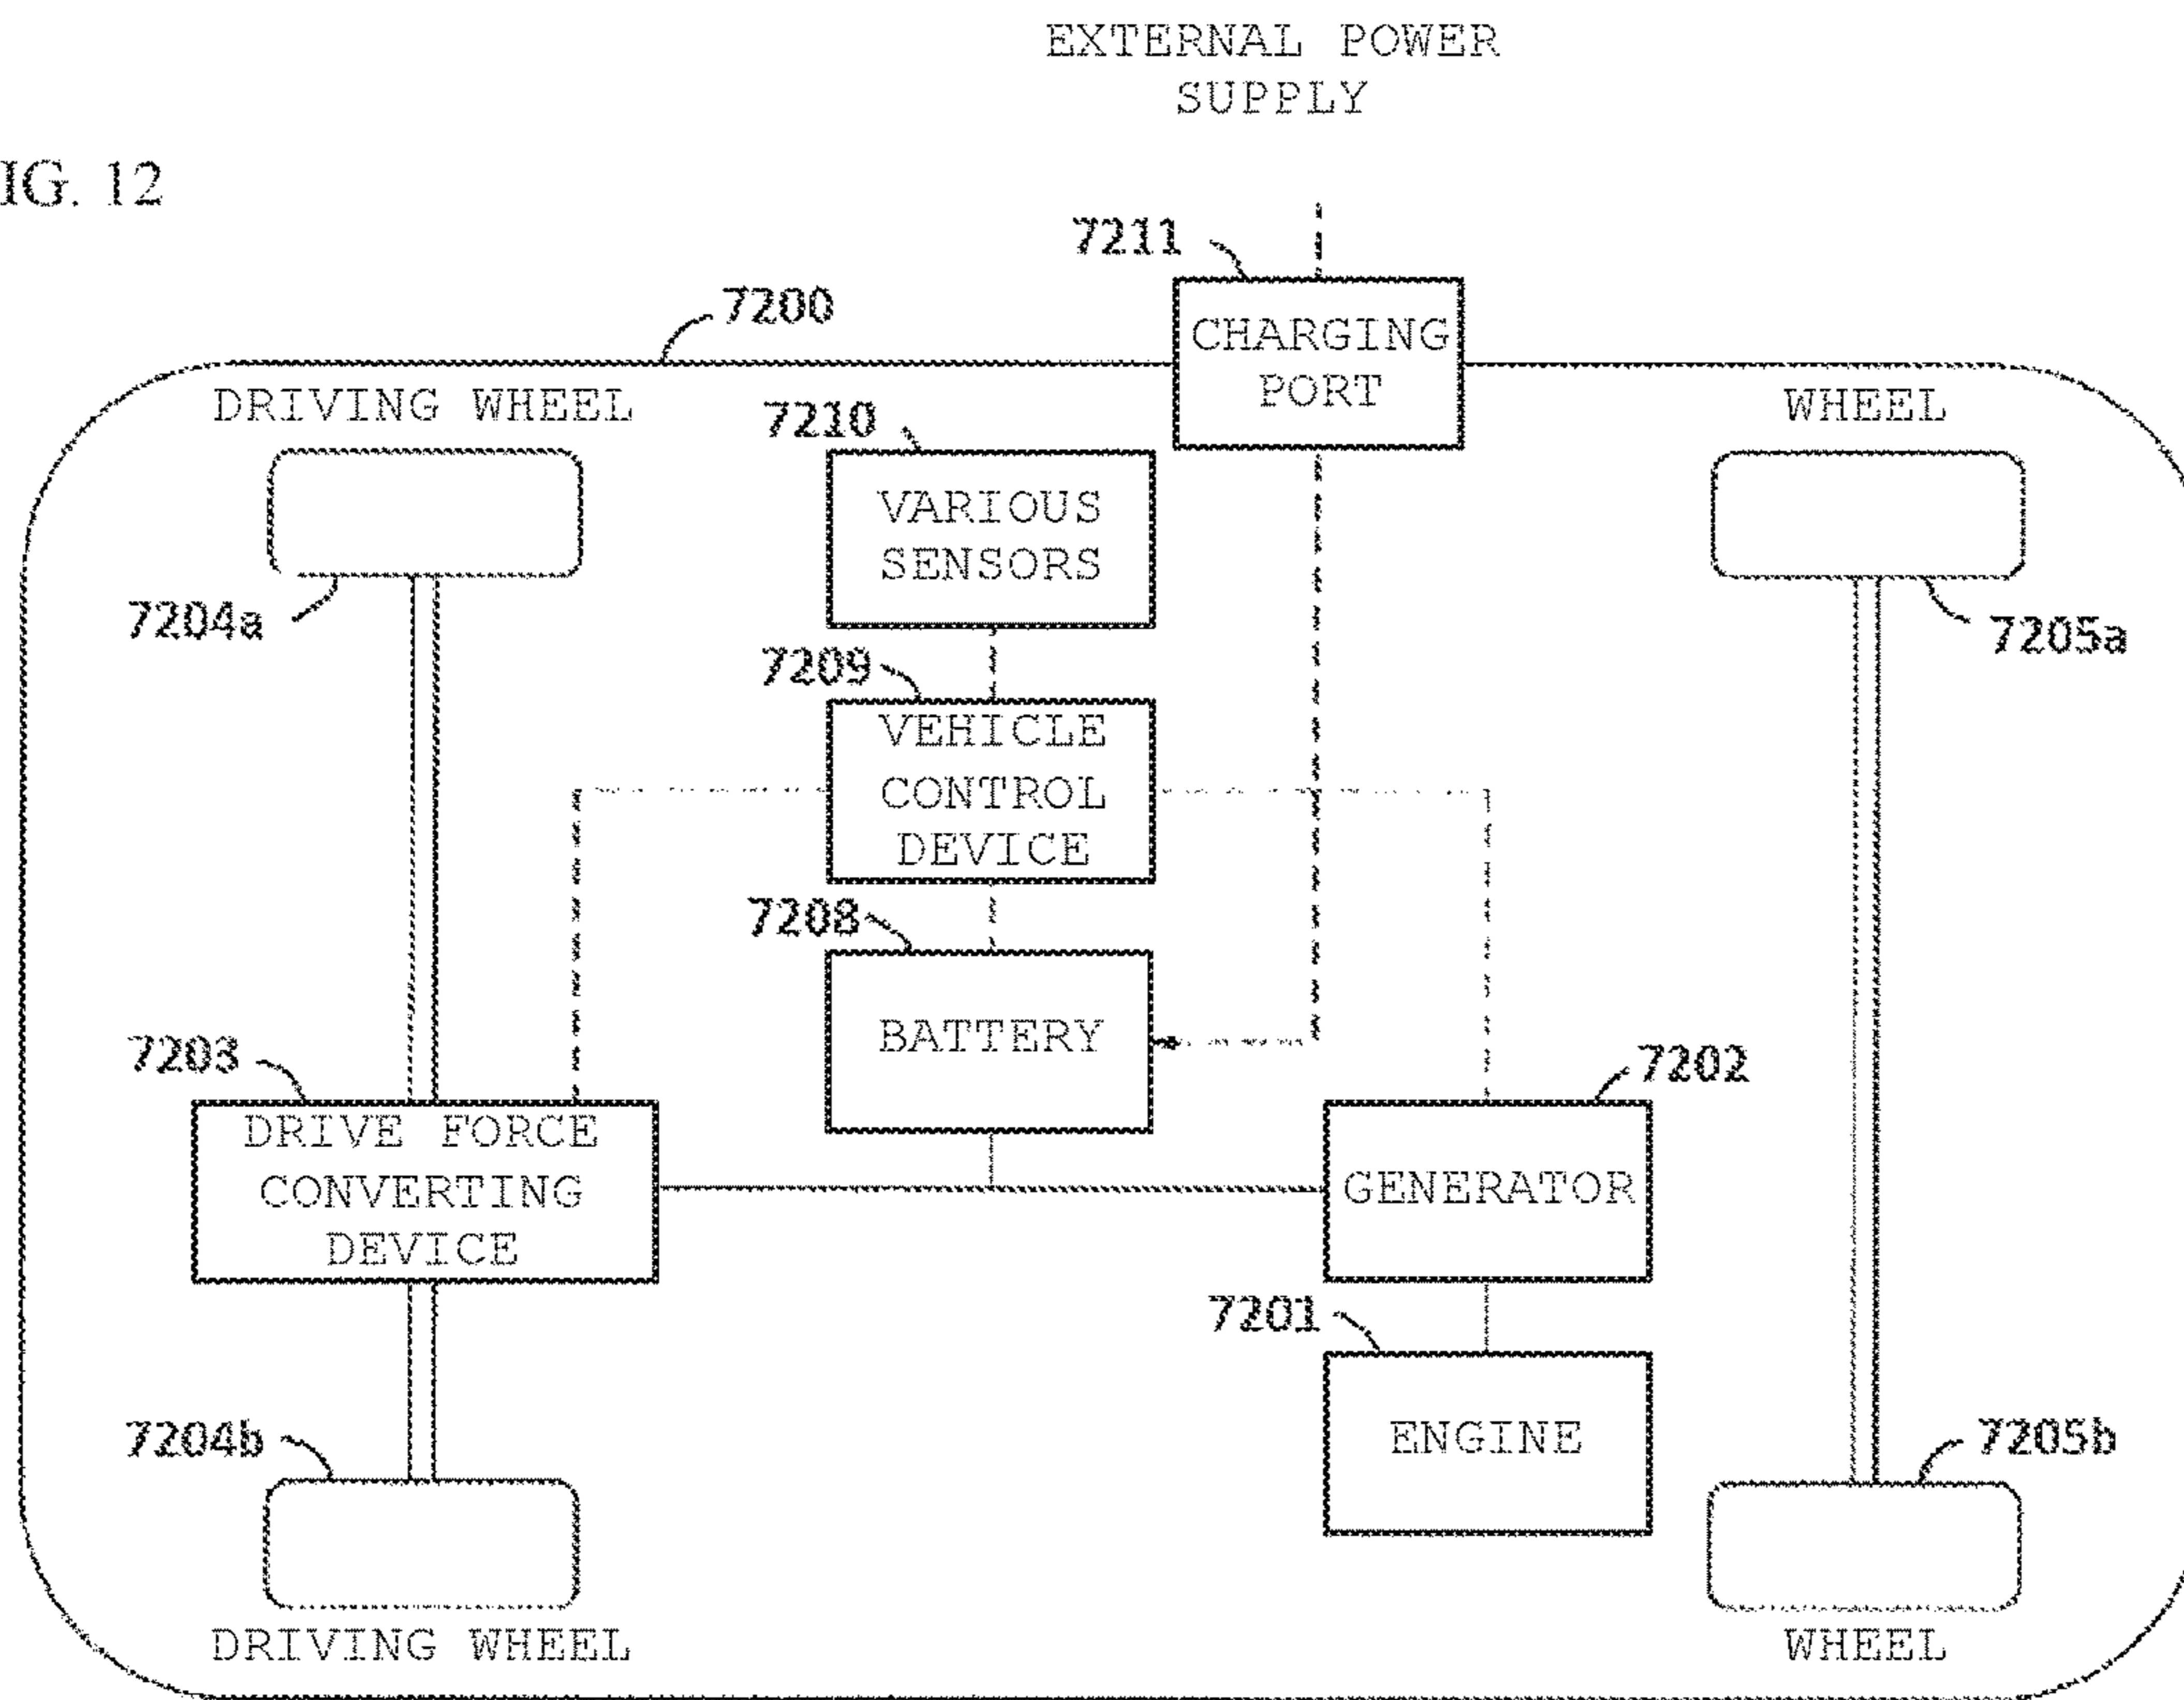 EXTERNAL POWER
SUPPLY
IG. 12
7211
7200
CHARGING
PORT
DRIVING WHEEL
WHEEL
7210
VARIOUS
SENSORS
7204a
7205a
7209
VEHICLE
CONTROL
DEVICE
7208
BATTERY
7203
7202
DRIVE FORCE
CONVERTING
DEVICE
GENERATOR
7201
ENGINE
7204b
7205b
DRIVING WHEEL
WHEEL